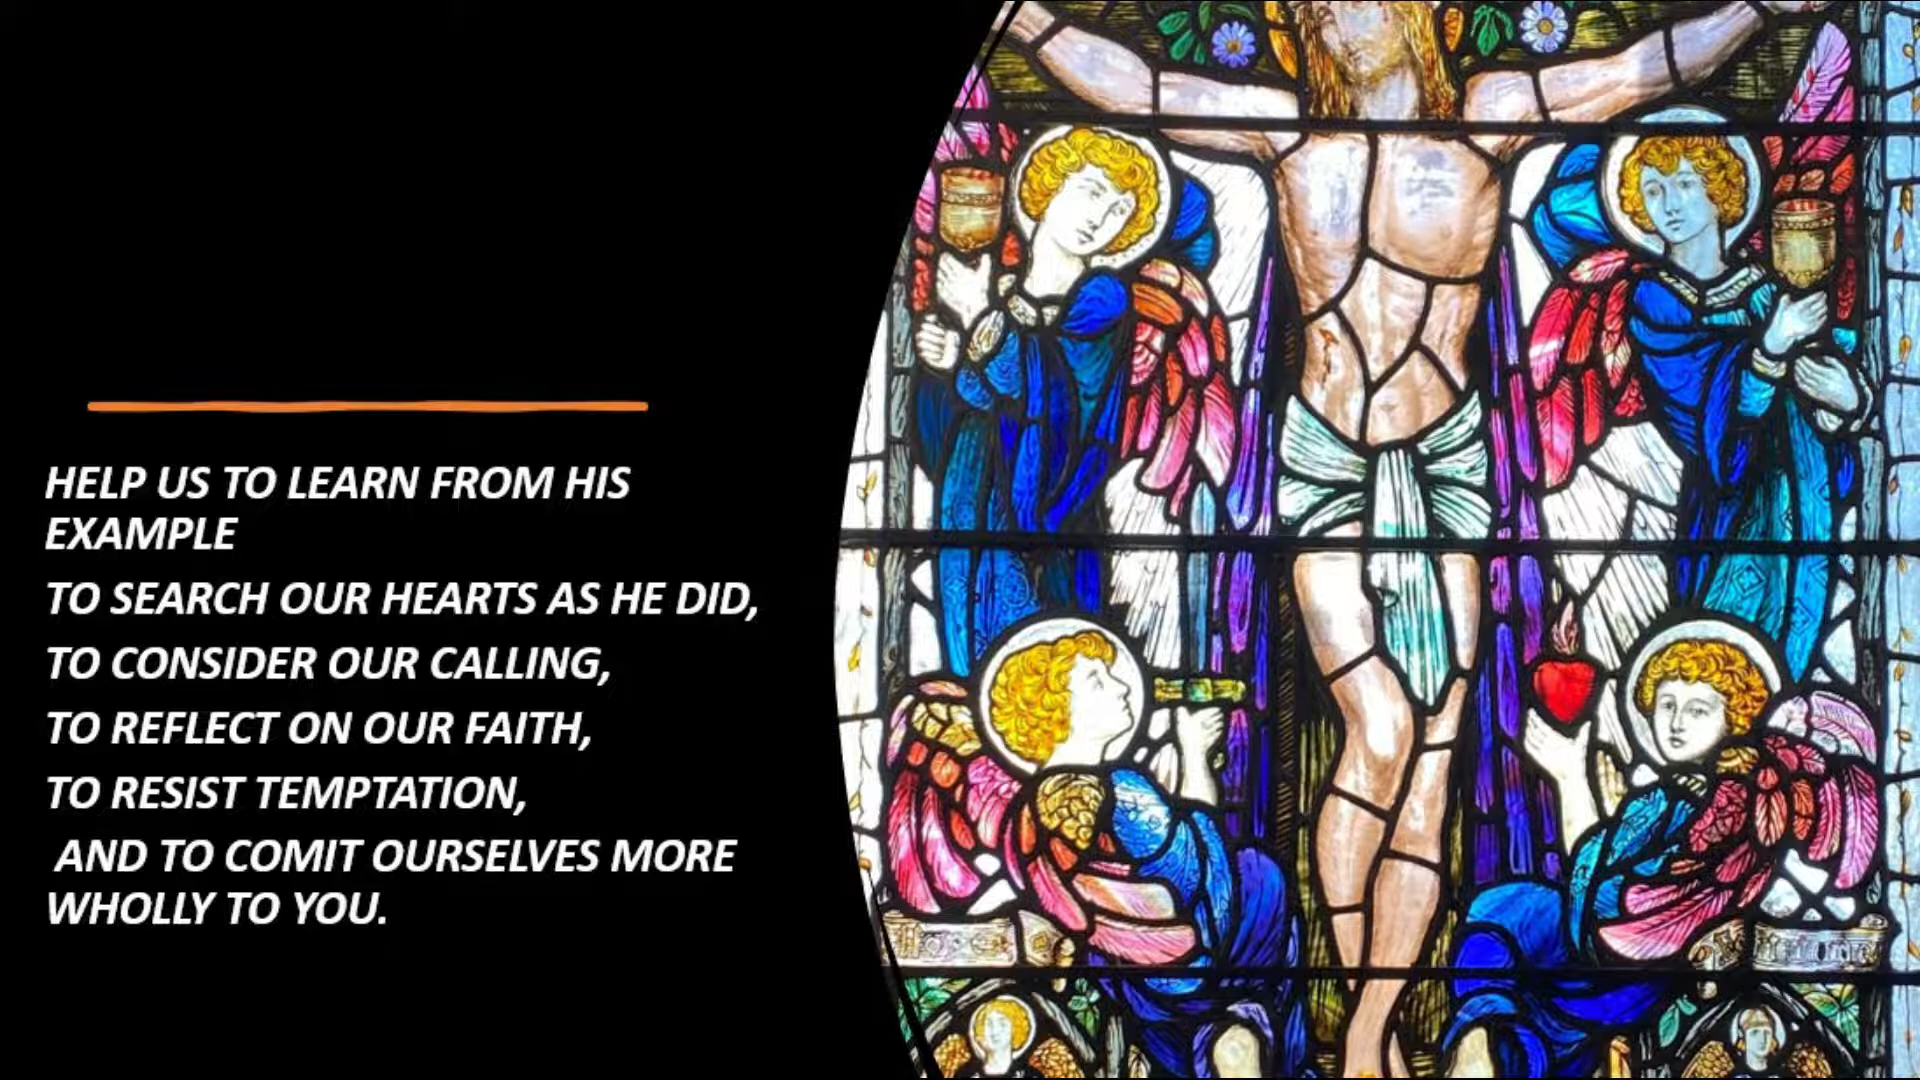 HELP US TO LEARN FROM HIS
EXAMPLE
TO SEARCH OUR HEARTS AS HE DID,
TO CONSIDER OUR CALLING,
TO REFLECT ON OUR FAITH,
TO RESIST TEMPTATION,
AND TO COMIT OURSELVES MORE
WHOLLY TO YOU.